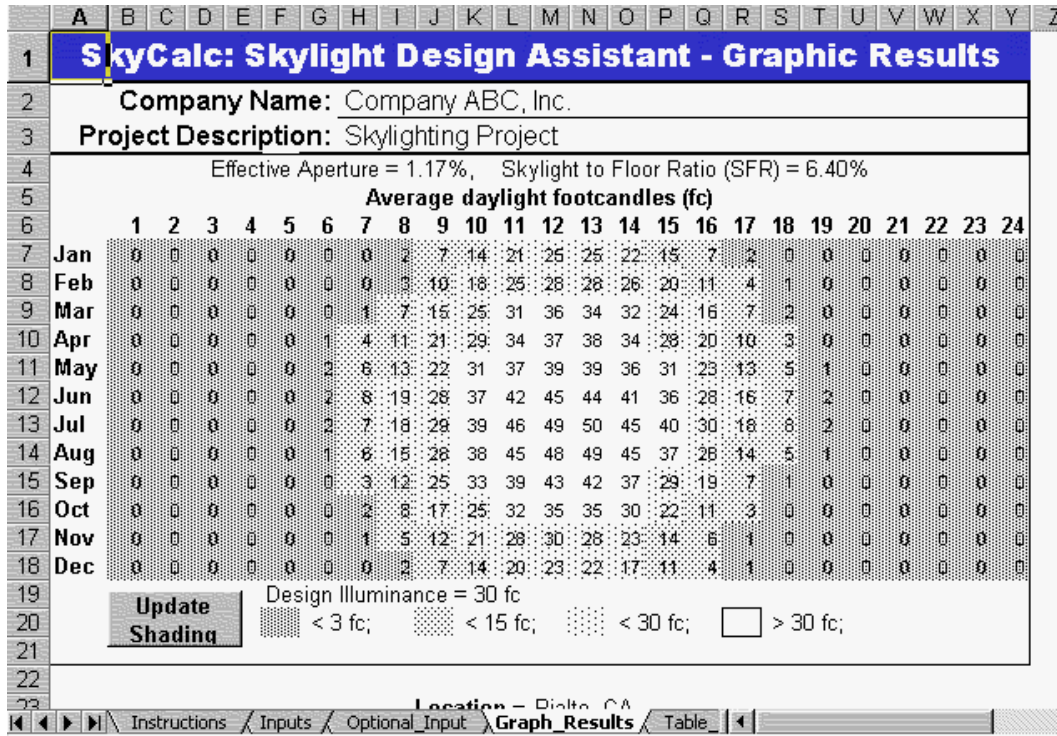 A B C D E F G H I J K L M N O P Q R S T U V W X Y Z
1 SkyCalc: Skylight Design Assistant - Graphic Results
2 Company Name: Company ABC, Inc.
3 Project Description: Skylighting Project
4 Effective Aperture = 1.17%, Skylight to Floor Ratio (SFR) = 6.40%
5 Average daylight footcandles (fc)
6 1 2 3 4 5 6 7 8 9 10 11 12 13 14 15 16 17 18 19 20 21 22 23 24
7 Jan 0 0 0 0 0 0 0 2 7 14 21 25 25 22 15 7 2 0 0 0 0 0 0 0
8 Feb 0 0 0 0 0 0 0 3 10 18 25 28 28 26 20 11 4 1 0 0 0 0 0 0
9 Mar 0 0 0 0 0 0 1 7 15 25 31 36 34 32 24 16 7 2 0 0 0 0 0 0
10 Apr 0 0 0 0 0 1 4 11 21 29 34 37 38 34 28 20 10 3 0 0 0 0 0 0
11 May 0 0 0 0 0 2 6 13 22 31 37 39 39 36 31 23 13 5 1 0 0 0 0 0
12 Jun 0 0 0 0 0 2 8 19 28 37 42 45 44 41 36 28 16 7 2 0 0 0 0 0
13 Jul 0 0 0 0 0 2 7 18 29 39 46 49 50 45 40 30 18 8 2 0 0 0 0 0
14 Aug 0 0 0 0 0 1 6 15 28 38 45 48 49 45 37 28 14 5 1 0 0 0 0 0
15 Sep 0 0 0 0 0 0 3 12 25 33 39 43 42 37 29 19 7 1 0 0 0 0 0 0
16 Oct 0 0 0 0 0 0 2 8 17 25 32 35 35 30 22 11 3 0 0 0 0 0 0 0
17 Nov 0 0 0 0 0 0 1 5 12 21 28 30 28 23 14 6 1 0 0 0 0 0 0 0
18 Dec 0 0 0 0 0 0 0 2 7 14 20 23 22 17 11 4 1 0 0 0 0 0 0 0
19 Design Illuminance = 30 fc
20 Update Shading < 3 fc; < 15 fc; < 30 fc; > 30 fc;
21
22
23 Location = Rialto, CA
Instructions Inputs Optional_Input Graph_Results Table_